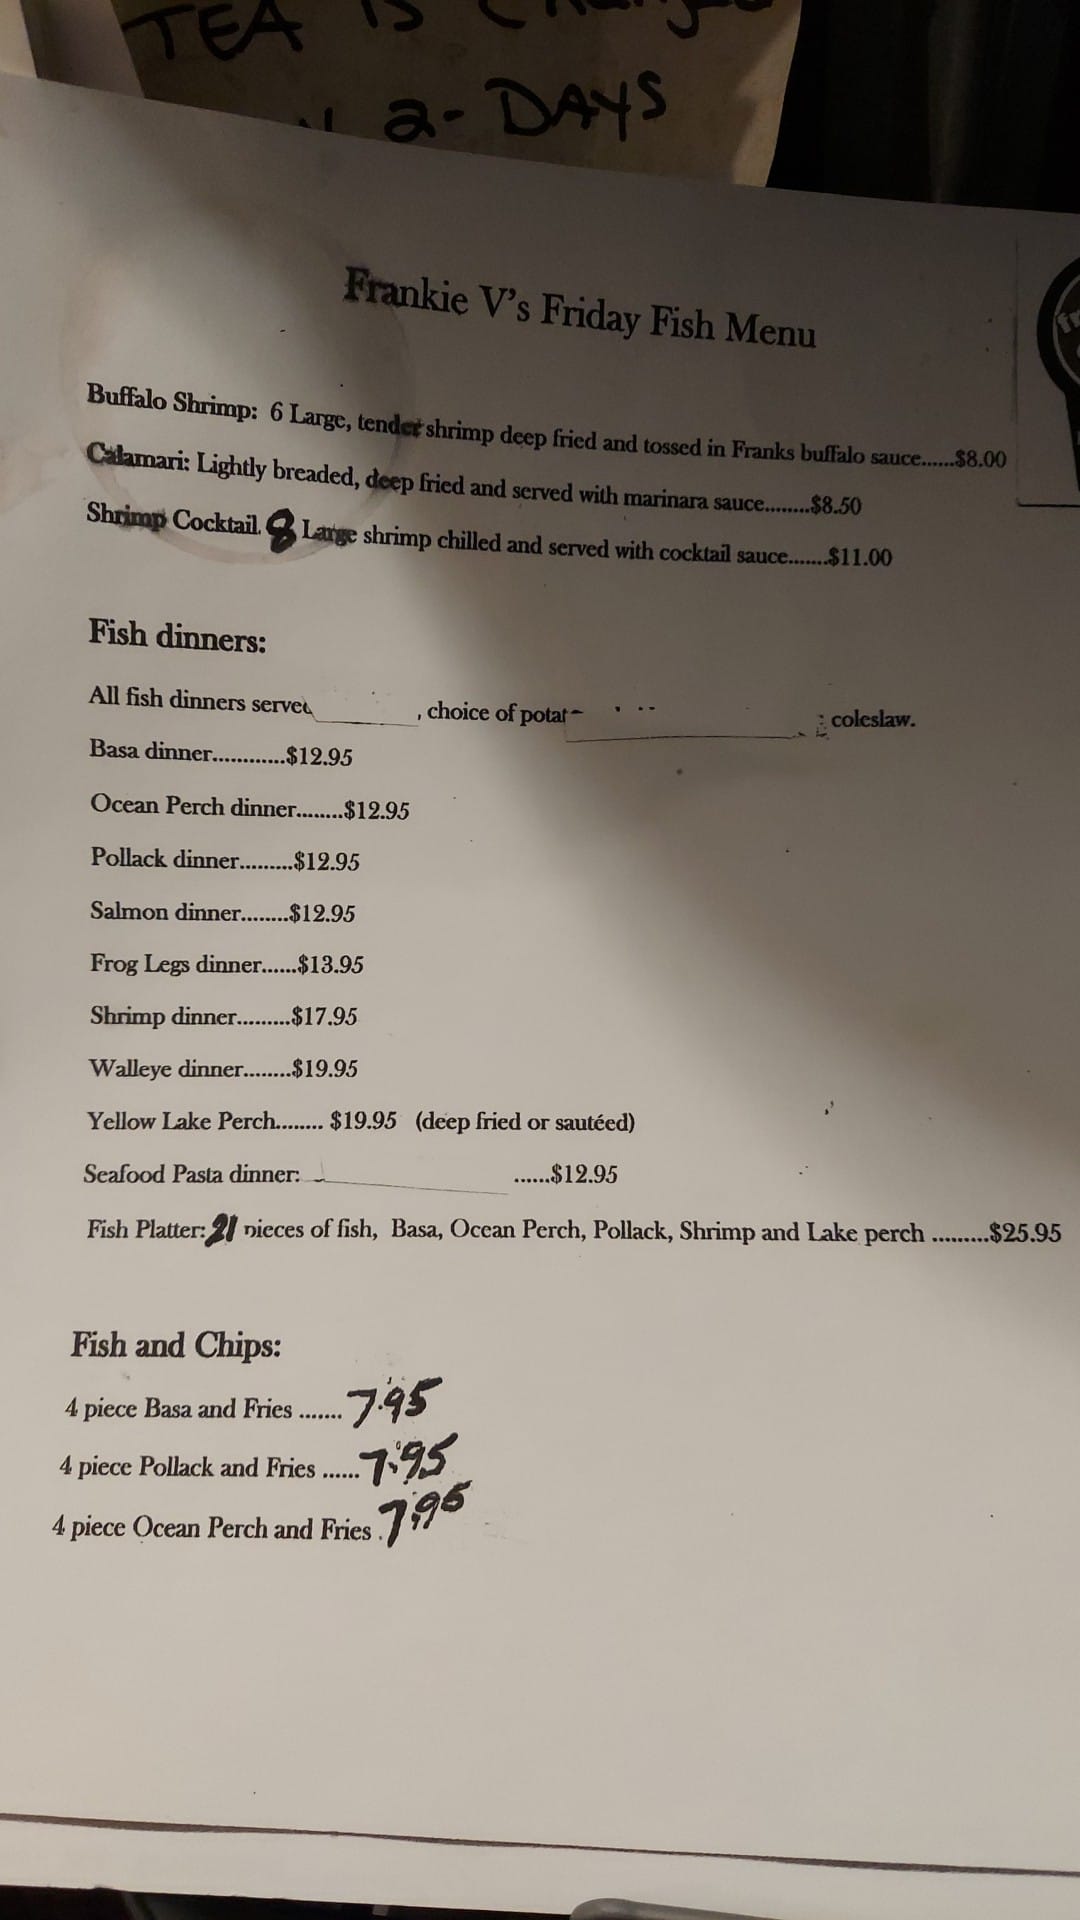 TEA IS
2-DAYS
Frankie V's Friday Fish Menu
Buffalo Shrimp: 6 Large, tender shrimp deep fried and tossed in Franks buffalo sauce......$8.00
Calamari: Lightly breaded, deep fried and served with marinara sauce........$8.50
Shrimp Cocktail. 8 Large shrimp chilled and served with cocktail sauce.......$11.00
Fish dinners:
All fish dinners served , choice of potat coleslaw.
Basa dinner............$12.95
Ocean Perch dinner........$12.95
Pollack dinner.........$12.95
Salmon dinner........$12.95
Frog Legs dinner......$13.95
Shrimp dinner.........$17.95
Walleye dinner........$19.95
Yellow Lake Perch........ $19.95 (deep fried or sautéed)
Seafood Pasta dinner: ......$12.95
Fish Platter: 21 pieces of fish, Basa, Ocean Perch, Pollack, Shrimp and Lake perch .........$25.95
Fish and Chips:
4 piece Basa and Fries ....... 7.95
4 piece Pollack and Fries ...... 7.95
4 piece Ocean Perch and Fries . 7.95